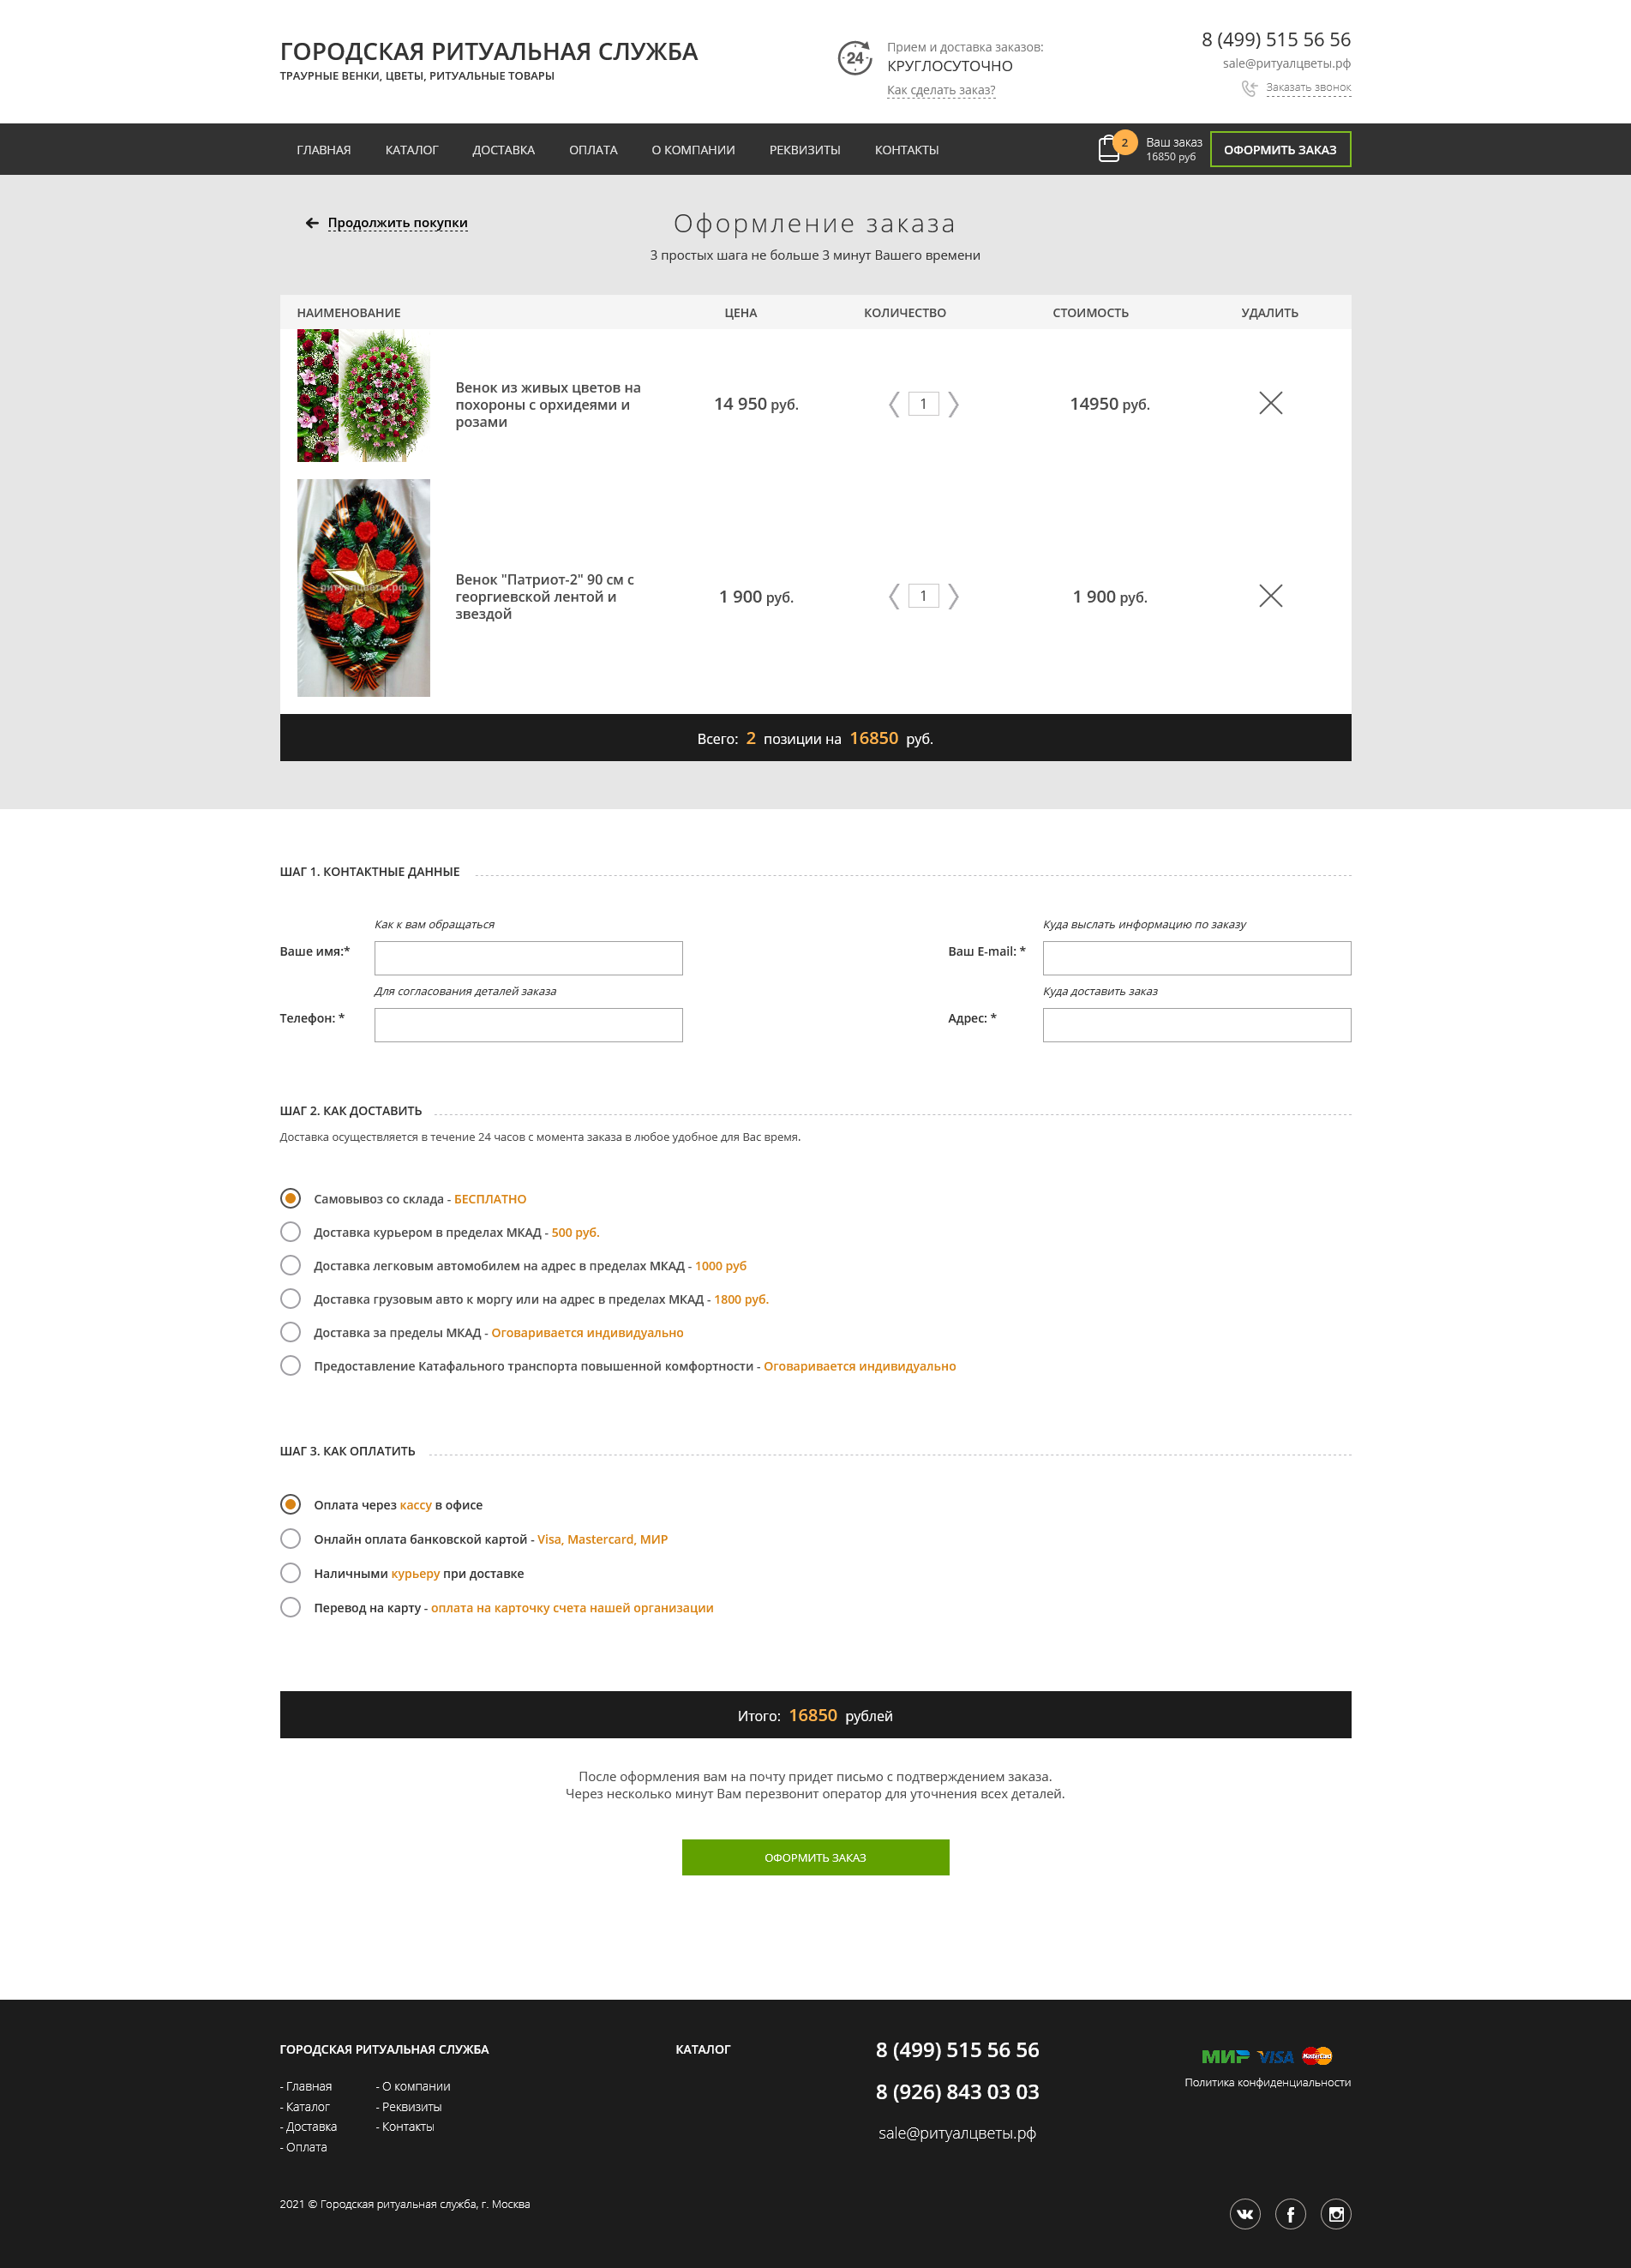 ГОРОДСКАЯ РИТУАЛЬНАЯ СЛУЖБА
ТРАУРНЫЕ ВЕНКИ, ЦВЕТЫ, РИТУАЛЬНЫЕ ТОВАРЫ
24
Прием и доставка заказов:
КРУГЛОСУТОЧНО
Как сделать заказ?
8 (499) 515 56 56
sale@ритуалцветы.рф
Заказать звонок
ГЛАВНАЯ КАТАЛОГ ДОСТАВКА ОПЛАТА О КОМПАНИИ РЕКВИЗИТЫ КОНТАКТЫ
2
Ваш заказ
16850 руб
ОФОРМИТЬ ЗАКАЗ
Продолжить покупки
Оформление заказа
3 простых шага не больше 3 минут Вашего времени
НАИМЕНОВАНИЕ ЦЕНА КОЛИЧЕСТВО СТОИМОСТЬ УДАЛИТЬ
Венок из живых цветов на
похороны с орхидеями и
розами
14 950 руб.
1
14950 руб.
ритуалцветы.рф
Венок "Патриот-2" 90 см с
георгиевской лентой и
звездой
1 900 руб.
1
1 900 руб.
Всего: 2 позиции на 16850 руб.
ШАГ 1. КОНТАКТНЫЕ ДАННЫЕ
Как к вам обращаться
Ваше имя:*
Куда выслать информацию по заказу
Ваш E-mail: *
Для согласования деталей заказа
Телефон: *
Куда доставить заказ
Адрес: *
ШАГ 2. КАК ДОСТАВИТЬ
Доставка осуществляется в течение 24 часов с момента заказа в любое удобное для Вас время.
Самовывоз со склада - БЕСПЛАТНО
Доставка курьером в пределах МКАД - 500 руб.
Доставка легковым автомобилем на адрес в пределах МКАД - 1000 руб
Доставка грузовым авто к моргу или на адрес в пределах МКАД - 1800 руб.
Доставка за пределы МКАД - Оговаривается индивидуально
Предоставление Катафального транспорта повышенной комфортности - Оговаривается индивидуально
ШАГ 3. КАК ОПЛАТИТЬ
Оплата через кассу в офисе
Онлайн оплата банковской картой - Visa, Mastercard, МИР
Наличными курьеру при доставке
Перевод на карту - оплата на карточку счета нашей организации
Итого: 16850 рублей
После оформления вам на почту придет письмо с подтверждением заказа.
Через несколько минут Вам перезвонит оператор для уточнения всех деталей.
ОФОРМИТЬ ЗАКАЗ
ГОРОДСКАЯ РИТУАЛЬНАЯ СЛУЖБА
- Главная
- Каталог
- Доставка
- Оплата
- О компании
- Реквизиты
- Контакты
КАТАЛОГ
8 (499) 515 56 56
8 (926) 843 03 03
sale@ритуалцветы.рф
МИР VISA MasterCard
Политика конфиденциальности
2021 © Городская ритуальная служба, г. Москва